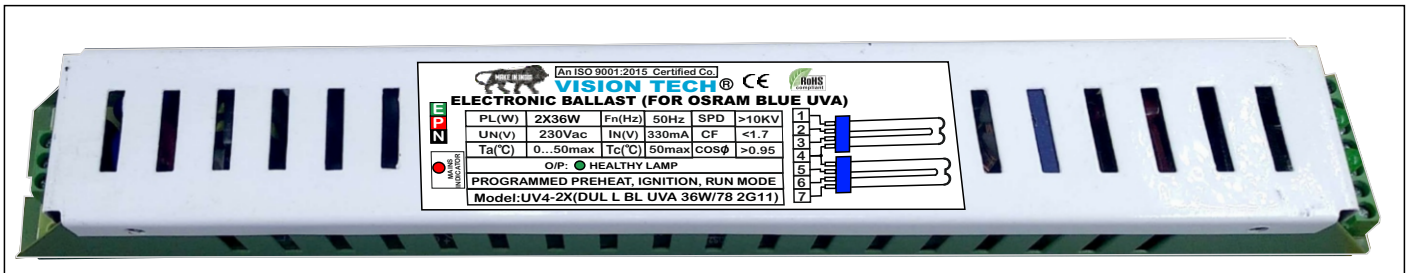 MAKE IN INDIA
An ISO 9001:2015 Certified Co.
VISION TECH® CE
RoHS
compliant
ELECTRONIC BALLAST (FOR OSRAM BLUE UVA)
E
P
N
PL(W) 2X36W Fn(Hz) 50Hz SPD >10KV
UN(V) 230Vac IN(V) 330mA CF <1.7
Ta(℃) 0...50max Tc(℃) 50max COSϕ >0.95
O/P: HEALTHY LAMP
MAINS
INDICATOR
PROGRAMMED PREHEAT, IGNITION, RUN MODE
Model:UV4-2X(DUL L BL UVA 36W/78 2G11)
1
2
3
4
5
6
7